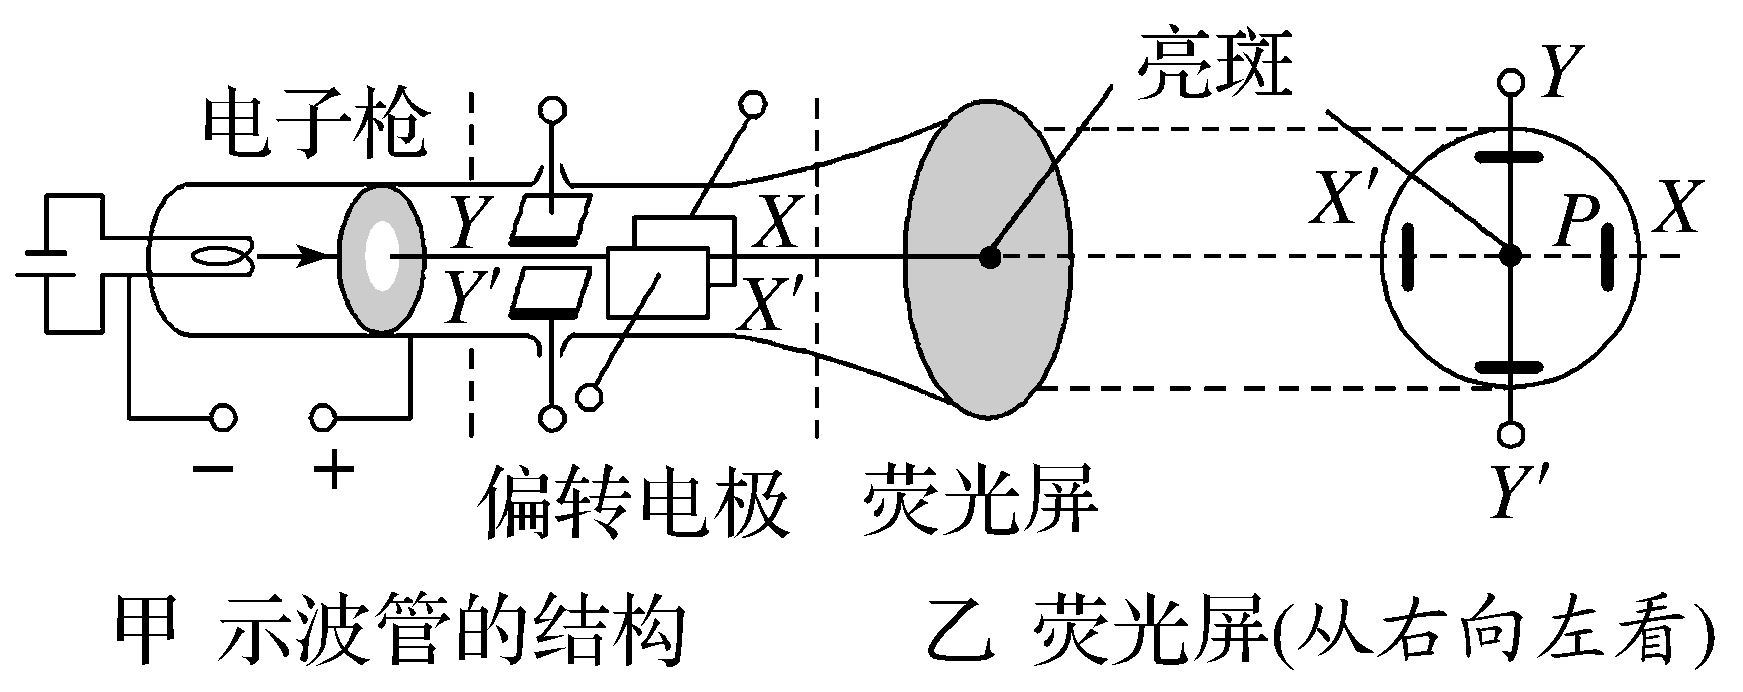 亮斑
电子枪
Y
Y
X′
P
X
X
Y′
X′
− +
Y′
偏转电极
荧光屏
甲 示波管的结构
乙 荧光屏(从右向左看)